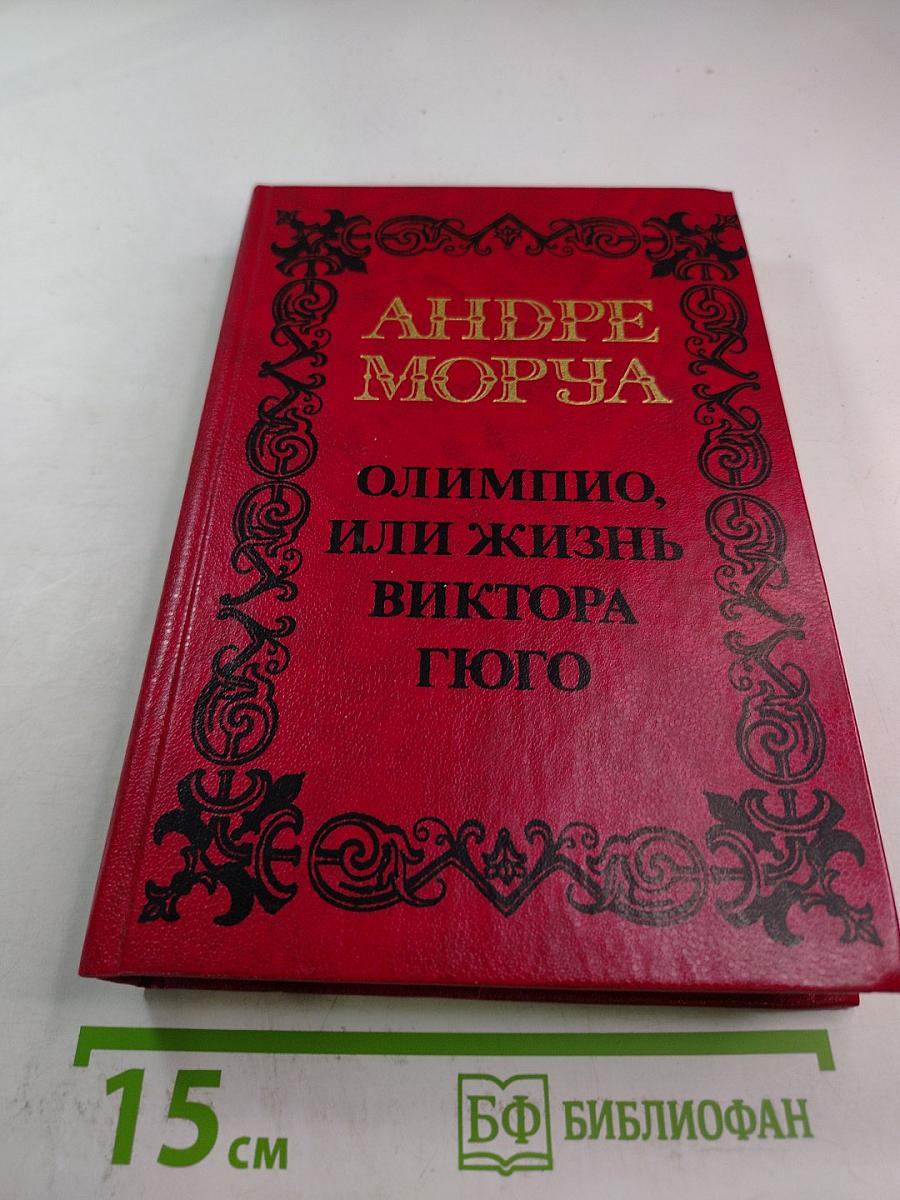 АНДРЕ
МОРУА
ОЛИМПИО,
ИЛИ ЖИЗНЬ
ВИКТОРА
ГЮГО
15 см
БФ БИБЛИОФАН